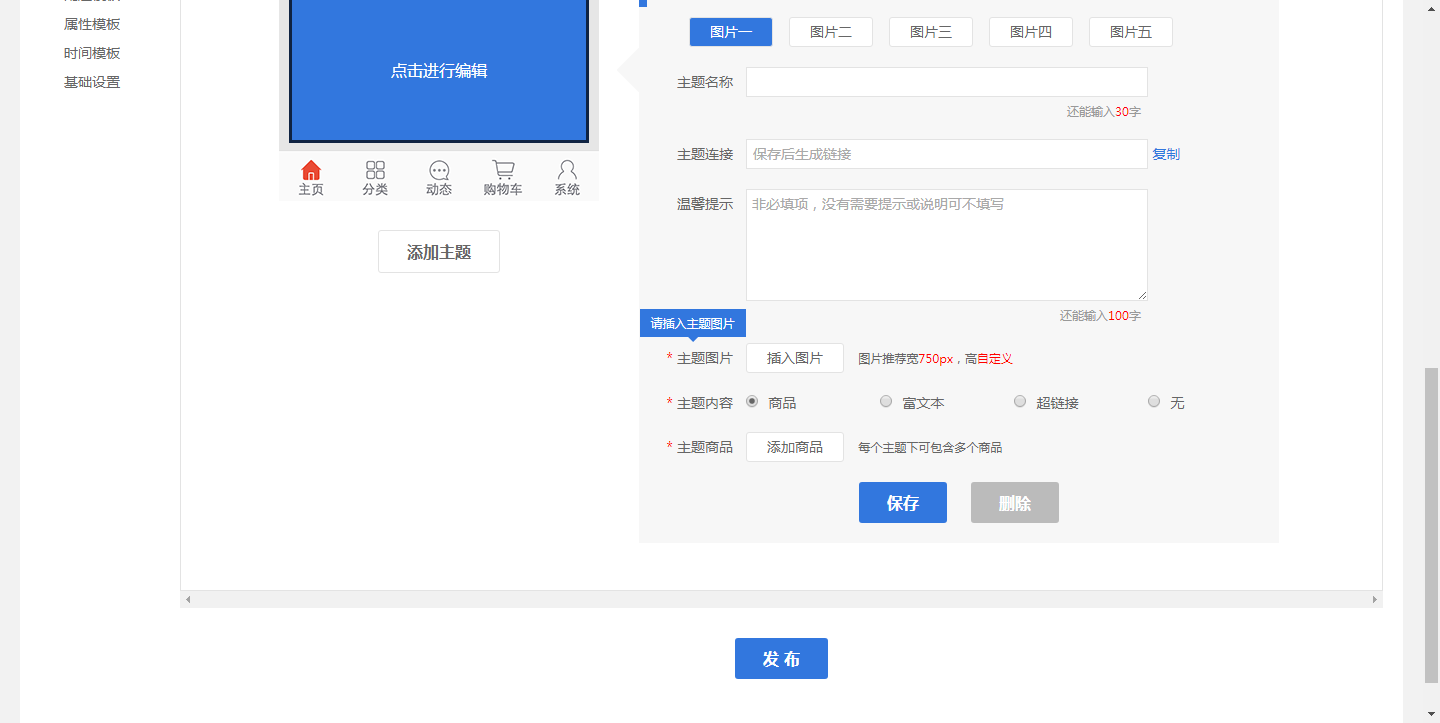 属性模板
时间模板
基础设置
点击进行编辑
主页 分类 动态 购物车 系统
添加主题
图片一 图片二 图片三 图片四 图片五
主题名称
还能输入30字
主题连接 保存后生成链接 复制
温馨提示 非必填项，没有需要提示或说明可不填写
还能输入100字
请插入主题图片
* 主题图片 插入图片 图片推荐宽750px，高自定义
* 主题内容 商品 富文本 超链接 无
* 主题商品 添加商品 每个主题下可包含多个商品
保存 删除
发 布